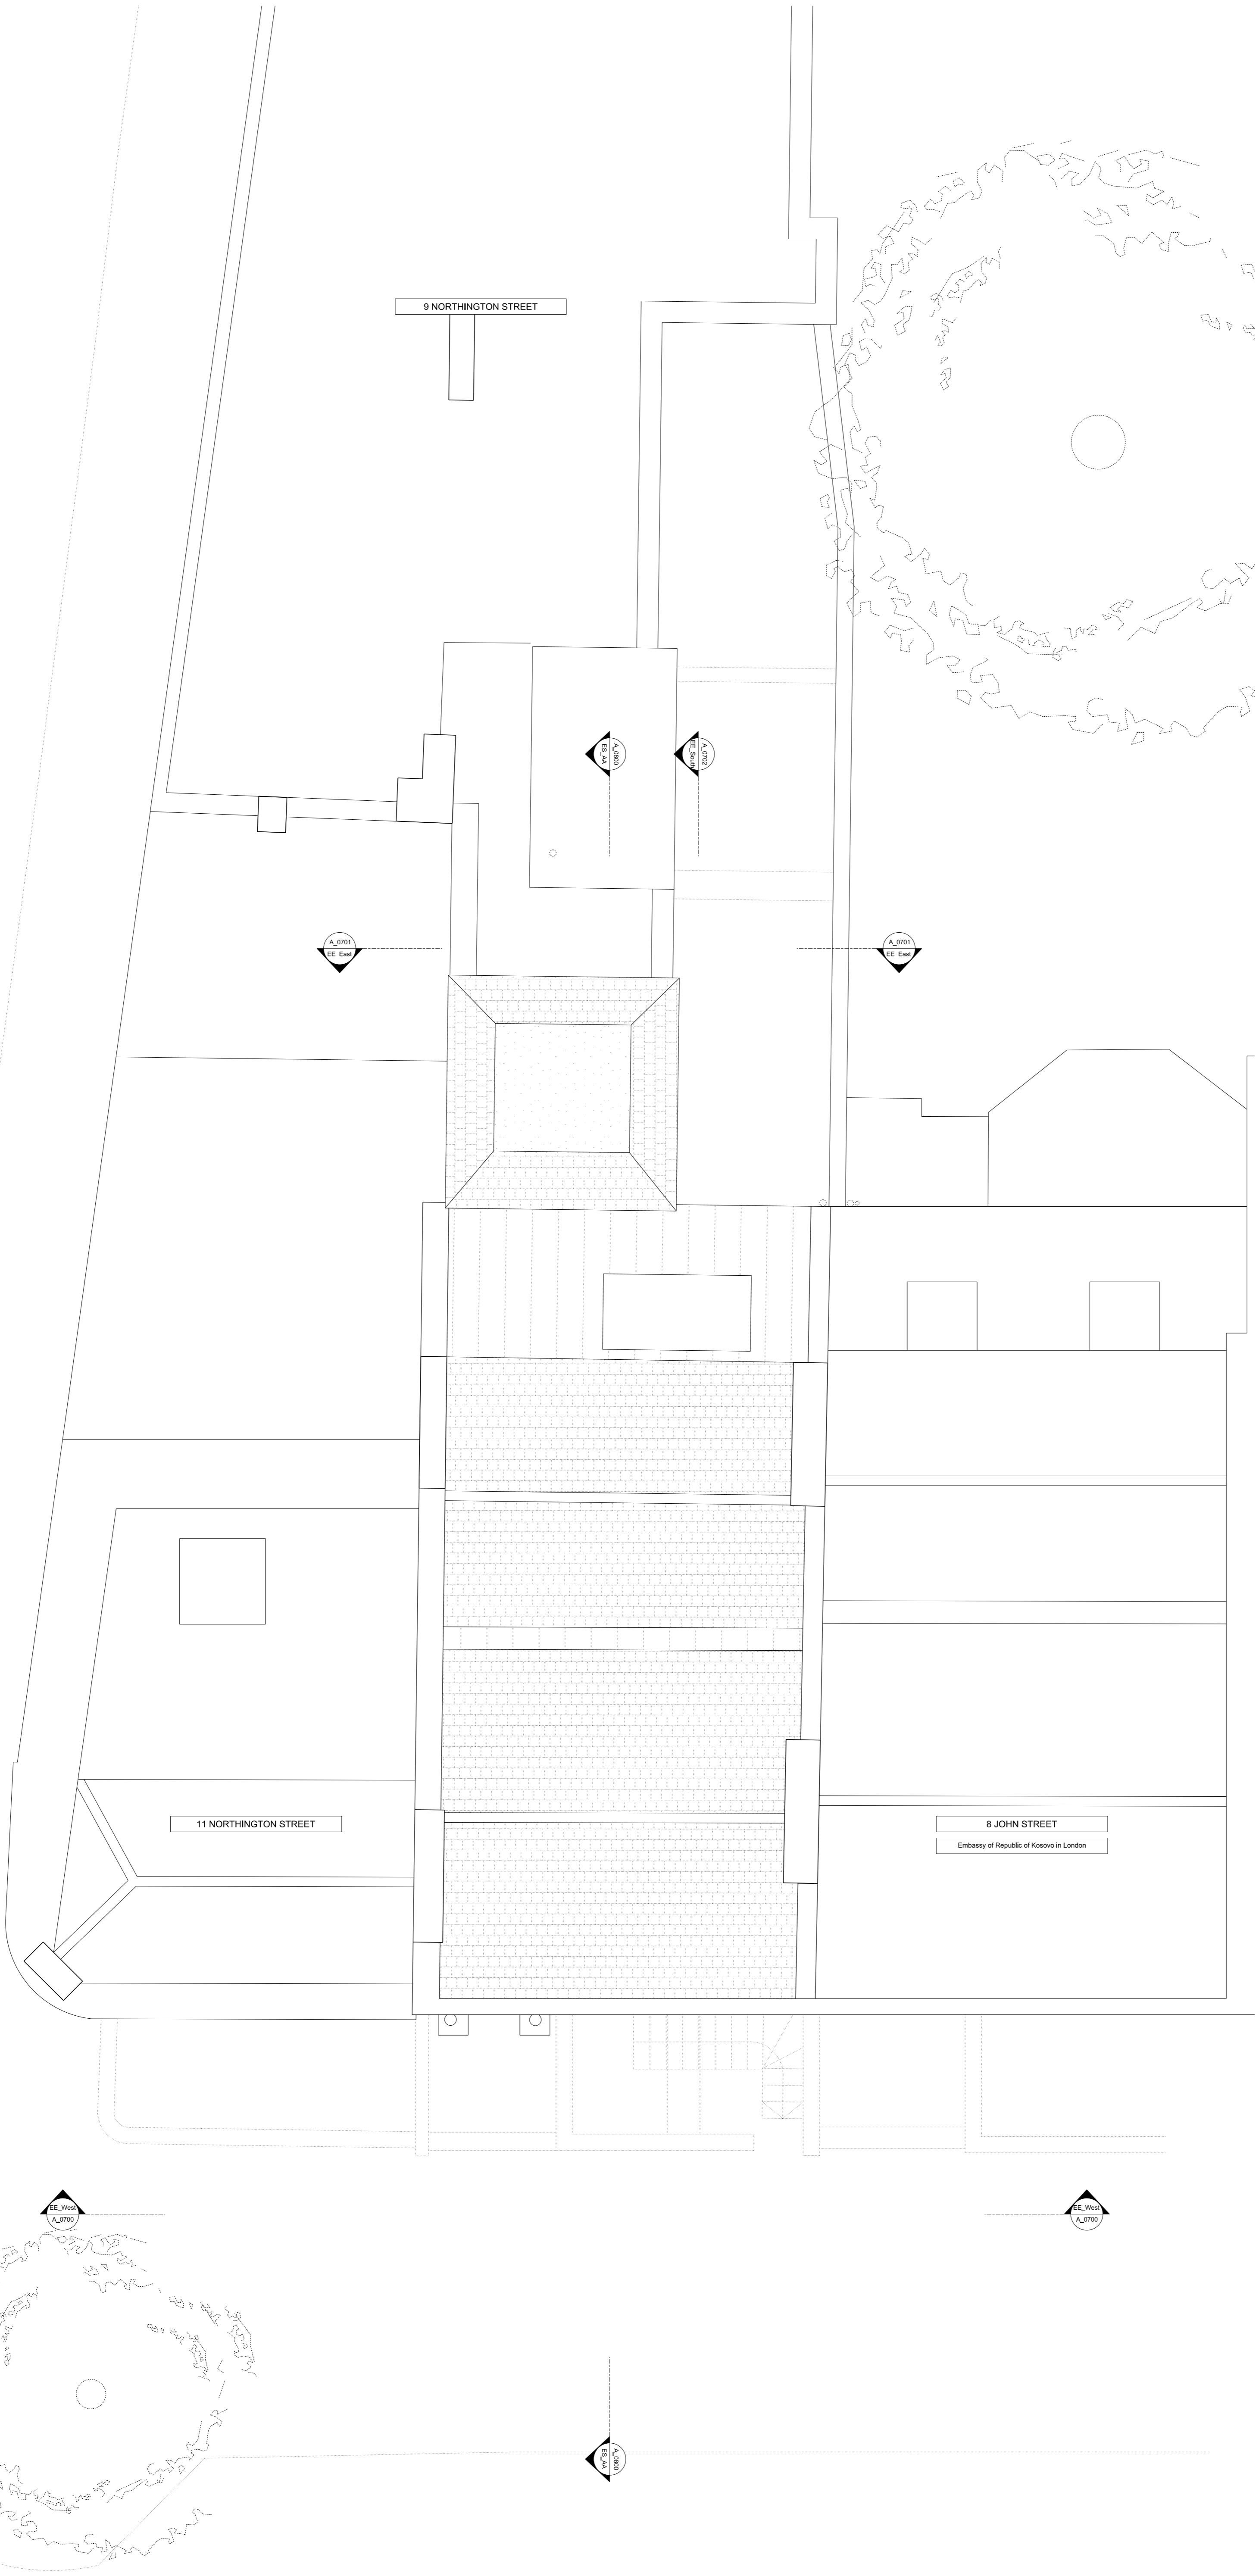 9 NORTHINGTON STREET
A_0800
ES_AA
A_0702
EE_South
A_0701
EE_East
A_0701
EE_East
11 NORTHINGTON STREET
8 JOHN STREET
Embassy of Republic of Kosovo in London
EE_West
A_0700
EE_West
A_0700
A_0800
ES_AA